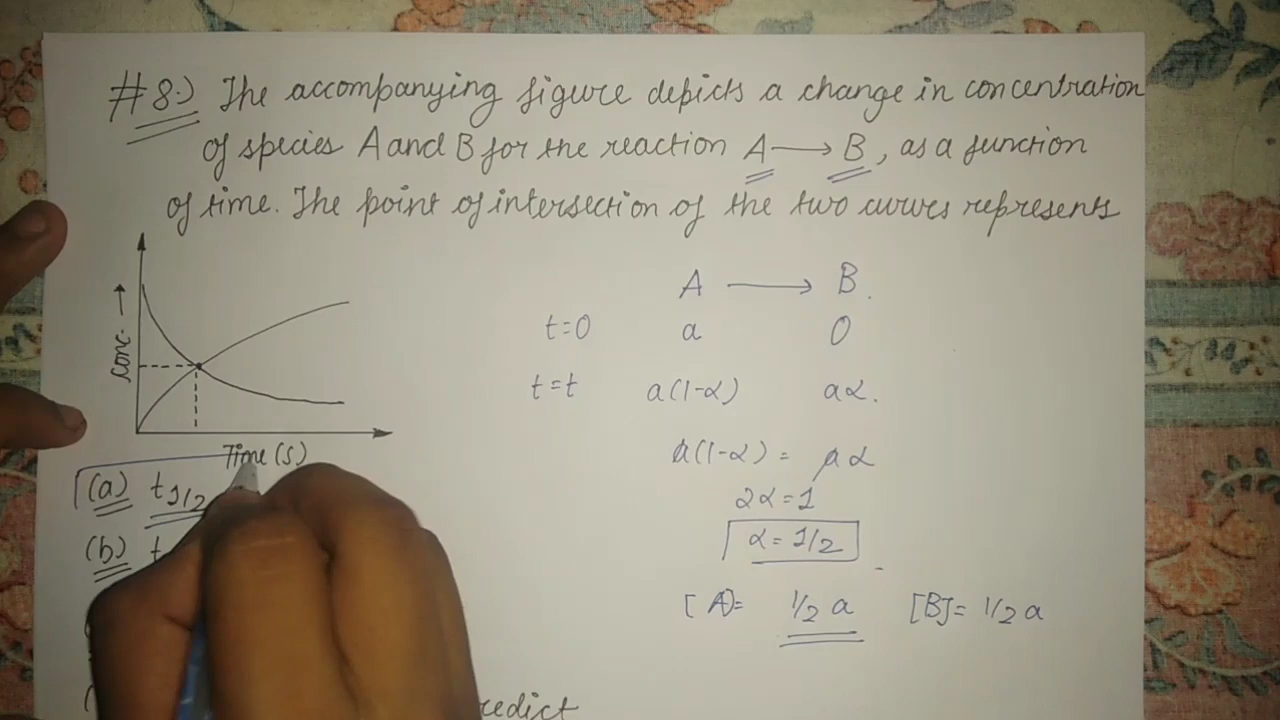 #8.) The accompanying figure depicts a change in concentration
of species A and B for the reaction A → B, as a function
of time. The point of intersection of the two curves represents
conc. →
Time (s)
(a) t1/2
(b) t
redict
A → B.
t=0 a 0
t=t a(1-α) aα.
a(1-α) = aα
2α=1
α = 1/2
[A]= 1/2 a [B]= 1/2 a